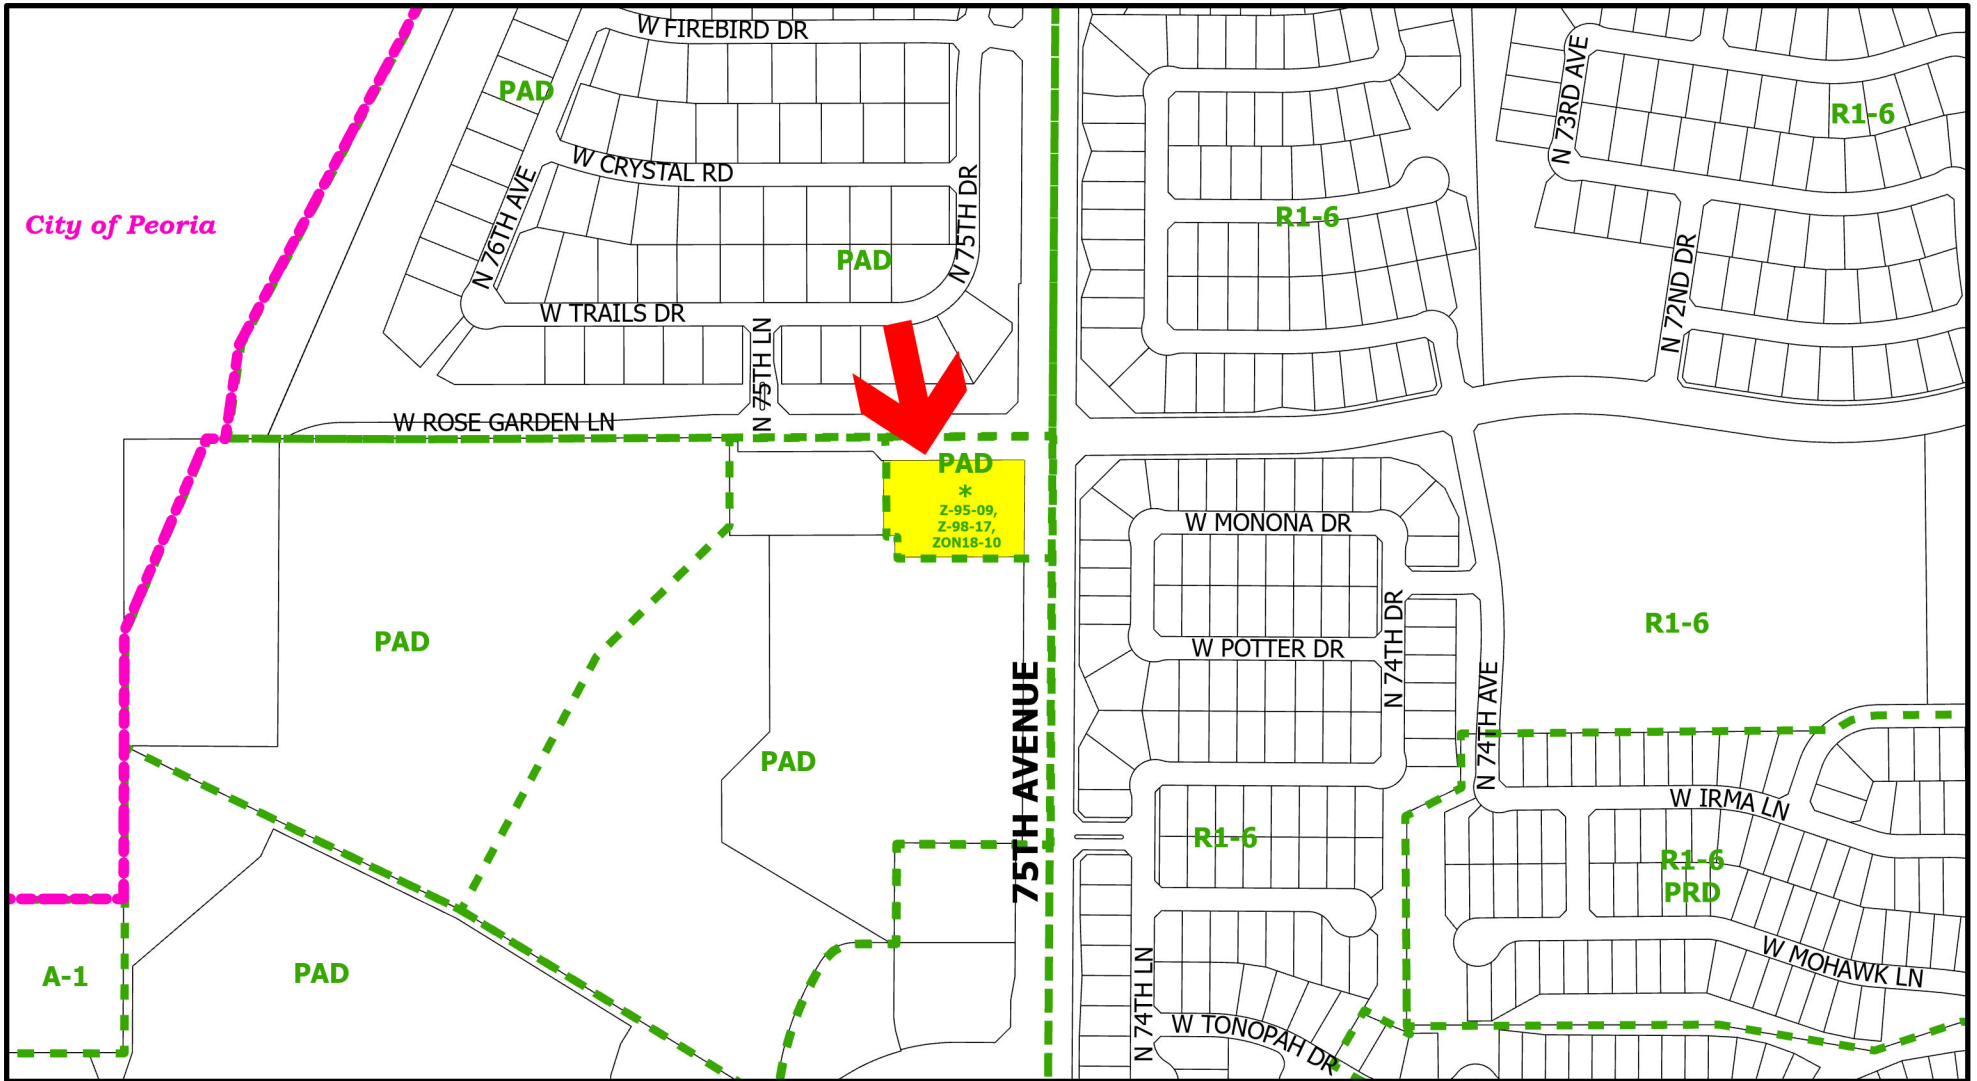 W FIREBIRD DR
PAD
N 73RD AVE
R1-6
W CRYSTAL RD
N 76TH AVE
N 75TH DR
City of Peoria
R1-6
PAD
N 72ND DR
W TRAILS DR
N 75TH LN
W ROSE GARDEN LN
PAD
*
Z-95-09,
Z-98-17,
ZON18-10
W MONONA DR
PAD
N 74TH DR
W POTTER DR
R1-6
75TH AVENUE
N 74TH AVE
PAD
W IRMA LN
R1-6
R1-6
PRD
A-1
PAD
N 74TH LN
W MOHAWK LN
W TONOPAH DR